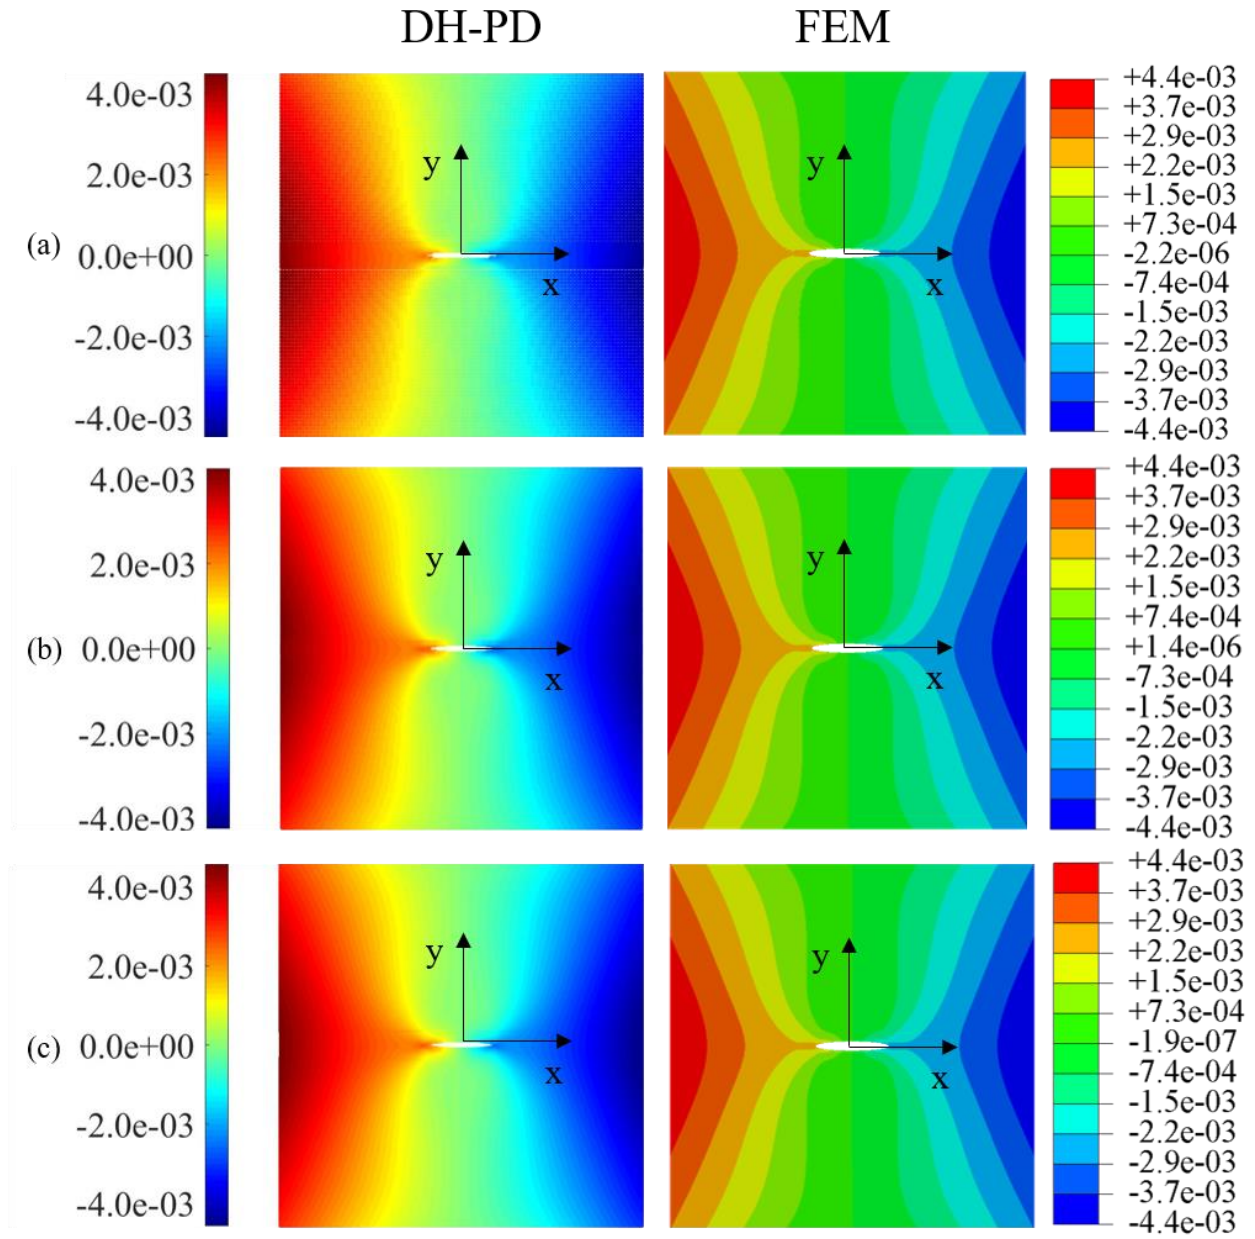 DH-PD FEM
(a)
4.0e-03
2.0e-03
0.0e+00
-2.0e-03
-4.0e-03
y
x
y
x
+4.4e-03
+3.7e-03
+2.9e-03
+2.2e-03
+1.5e-03
+7.3e-04
-2.2e-06
-7.4e-04
-1.5e-03
-2.2e-03
-2.9e-03
-3.7e-03
-4.4e-03
(b)
4.0e-03
2.0e-03
0.0e+00
-2.0e-03
-4.0e-03
y
x
y
x
+4.4e-03
+3.7e-03
+2.9e-03
+2.2e-03
+1.5e-03
+7.4e-04
+1.4e-06
-7.3e-04
-1.5e-03
-2.2e-03
-2.9e-03
-3.7e-03
-4.4e-03
(c)
4.0e-03
2.0e-03
0.0e+00
-2.0e-03
-4.0e-03
y
x
y
x
+4.4e-03
+3.7e-03
+2.9e-03
+2.2e-03
+1.5e-03
+7.3e-04
-1.9e-07
-7.4e-04
-1.5e-03
-2.2e-03
-2.9e-03
-3.7e-03
-4.4e-03